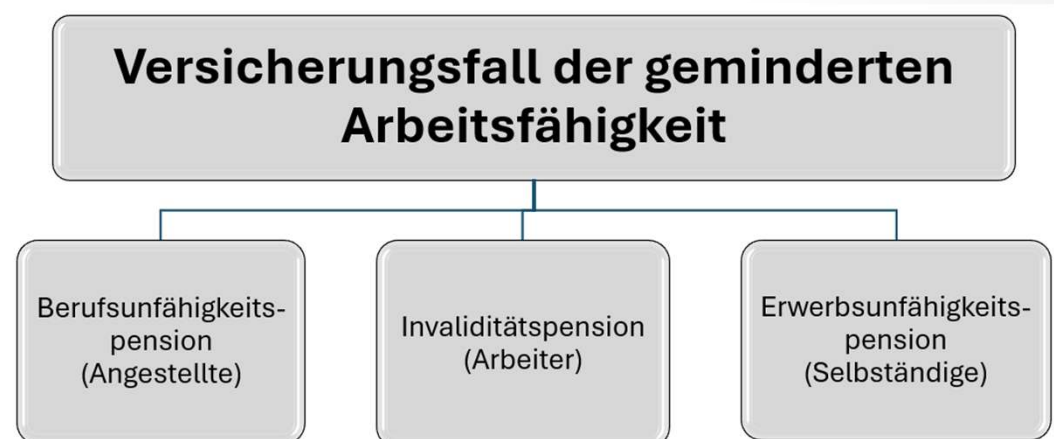 Versicherungsfall der geminderten
Arbeitsfähigkeit
Berufsunfähigkeits-
pension
(Angestellte)
Invaliditätspension
(Arbeiter)
Erwerbsunfähigkeits-
pension
(Selbständige)